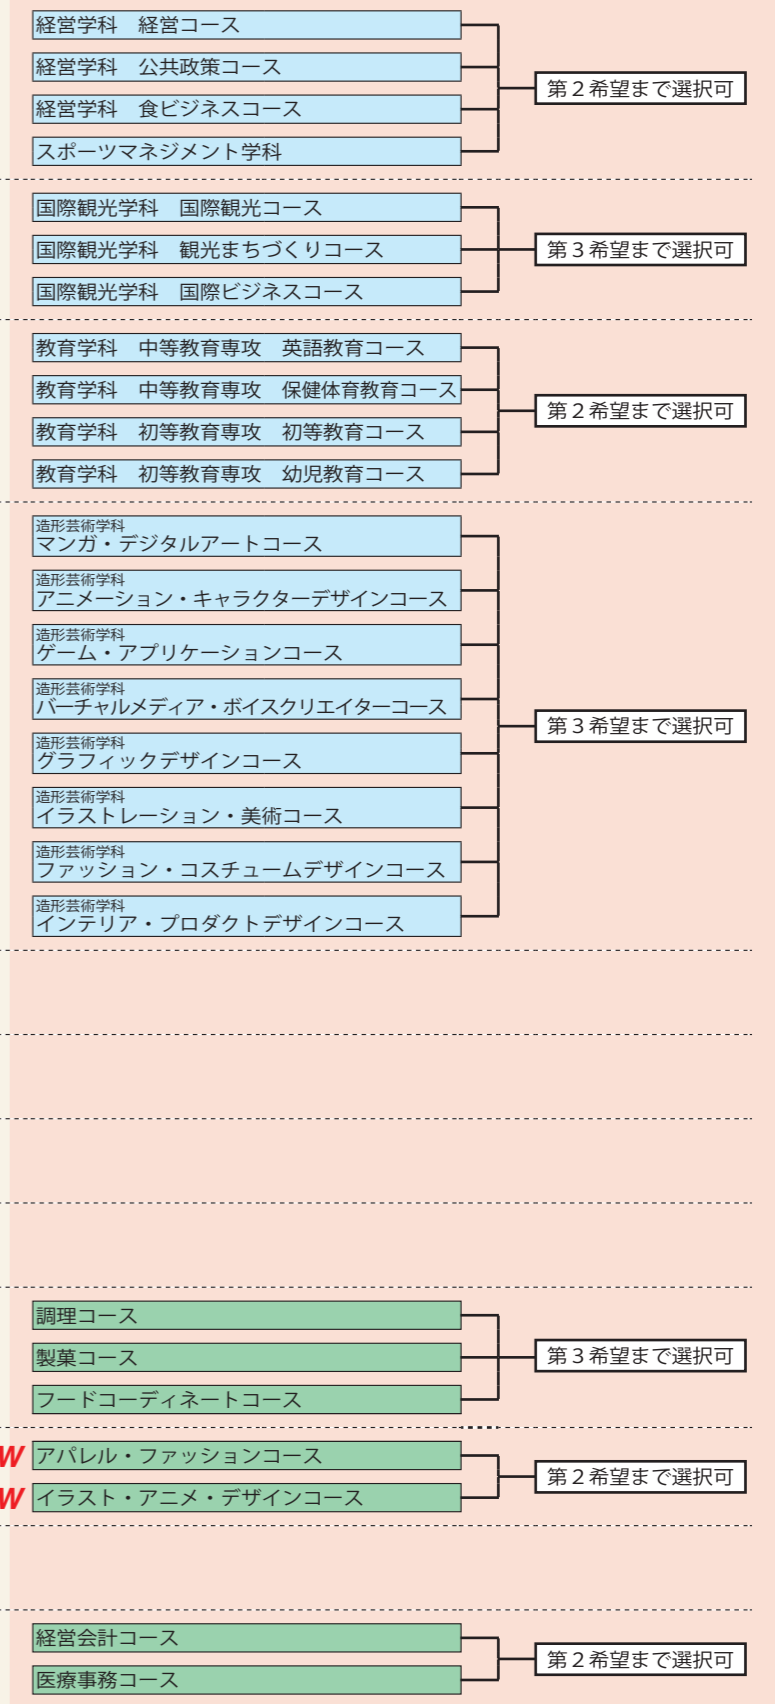 経営学科　経営コース
経営学科　公共政策コース
経営学科　食ビジネスコース
スポーツマネジメント学科
第２希望まで選択可
国際観光学科　国際観光コース
国際観光学科　観光まちづくりコース
国際観光学科　国際ビジネスコース
第３希望まで選択可
教育学科　中等教育専攻　英語教育コース
教育学科　中等教育専攻　保健体育教育コース
教育学科　初等教育専攻　初等教育コース
教育学科　初等教育専攻　幼児教育コース
第２希望まで選択可
造形芸術学科
マンガ・デジタルアートコース
造形芸術学科
アニメーション・キャラクターデザインコース
造形芸術学科
ゲーム・アプリケーションコース
造形芸術学科
バーチャルメディア・ボイスクリエイターコース
造形芸術学科
グラフィックデザインコース
造形芸術学科
イラストレーション・美術コース
造形芸術学科
ファッション・コスチュームデザインコース
造形芸術学科
インテリア・プロダクトデザインコース
第３希望まで選択可
調理コース
製菓コース
フードコーディネートコース
第３希望まで選択可
W アパレル・ファッションコース
W イラスト・アニメ・デザインコース
第２希望まで選択可
経営会計コース
医療事務コース
第２希望まで選択可